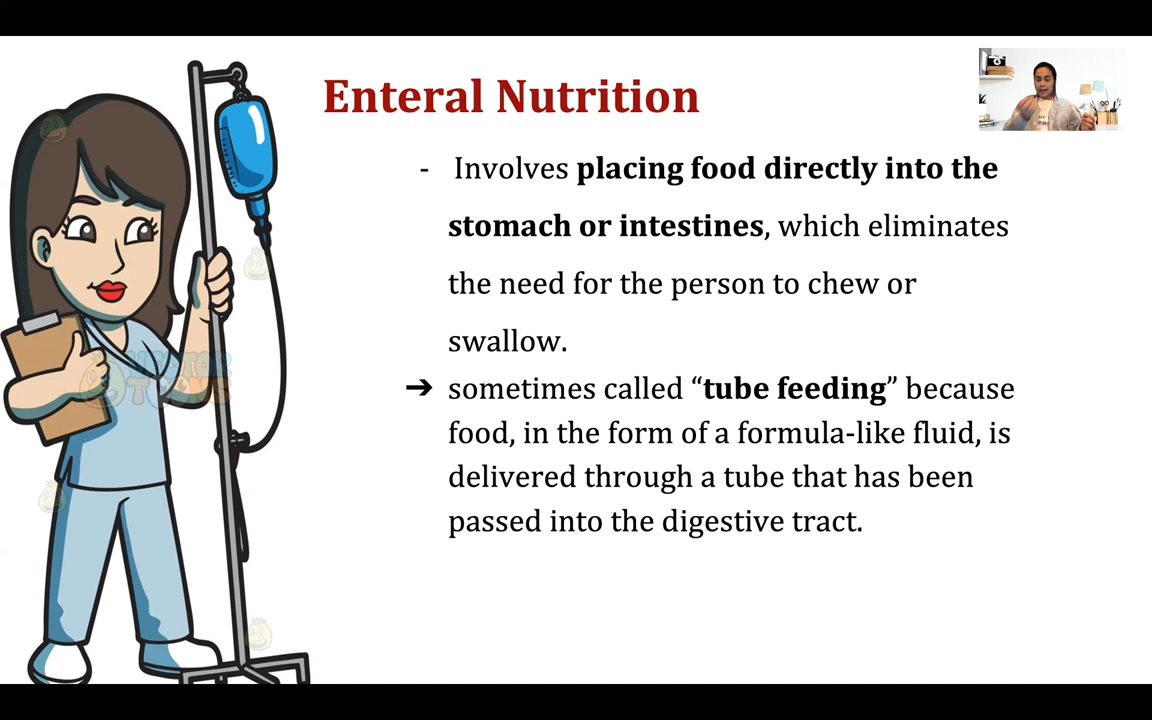 Enteral Nutrition
- Involves placing food directly into the
stomach or intestines, which eliminates
the need for the person to chew or
swallow.
➔ sometimes called “tube feeding” because
food, in the form of a formula-like fluid, is
delivered through a tube that has been
passed into the digestive tract.
VECTOR
TOONS